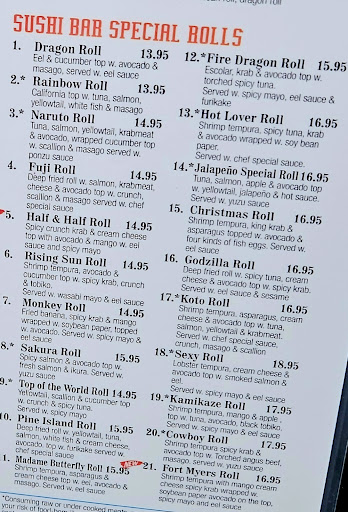 roll, dragon roll
SUSHI BAR SPECIAL ROLLS
1. Dragon Roll 13.95
Eel & cucumber top w. avocado &
masago, served w. eel sauce
2.* Rainbow Roll 13.95
California top w. tuna, salmon,
yellowtail, white fish & masago
3.* Naruto Roll 14.95
Tuna, salmon, yellowtail, krabmeat
& avocado, wrapped cucumber top
w. scallion & masago served w.
ponzu sauce
4. Fuji Roll 14.95
Deep fried roll w. salmon, krabmeat,
cheese & avocado top w. crunch,
scallion & masago served w. chef
special sauce
5. Half & Half Roll 14.95
Spicy crunch krab & cream cheese
top with avocado & mango w. eel
sauce and spicy mayo
6. Rising Sun Roll 14.95
Shrimp tempura, avocado &
cucumber top w. spicy krab, crunch
& tobiko.
Served w. wasabi mayo & eel sauce
7. Monkey Roll 14.95
Fried banana, spicy krab & mango
wrapped w. soybean paper, topped
w. avocado. Served w. spicy mayo &
eel sauce
8.* Sakura Roll 15.95
Spicy salmon & avocado top w.
fresh salmon & ikura. Served w.
yuzu sauce
9.* Top of the World Roll 14.95
Yellowtail, scallion & cucumber top
w. crunch & spicy tuna.
Served w. spicy mayo
10. Pine Island Roll 15.95
Deep fried roll w. yellowtail, tuna,
salmon, white fish & cream cheese,
avocado, top w. furikake served w.
chef special sauce
1. Madame Butterfly Roll 15.95 NEW
Shrimp tempura, asparagus &
cream cheese top w. eel, avocado &
masago. Served w. eel sauce
12.* Fire Dragon Roll 15.95
Escolar, krab & avocado top w.
torched spicy tuna.
Served w. spicy mayo, eel sauce &
furikake
13.* Hot Lover Roll 16.95
Shrimp tempura, spicy tuna, krab
& avocado wrapped w. soy bean
paper.
Served w. chef special sauce.
14.* Jalapeño Special Roll 16.95
Tuna, salmon, apple & avocado top
w. yellowtail, jalapeño & hot sauce.
Served w. yuzu sauce
15. Christmas Roll 16.95
Shrimp tempura, king krab &
asparagus topped w. avocado &
four kinds of fish eggs. Served w.
eel sauce
16. Godzilla Roll 16.95
Deep fried roll w. spicy tuna, cream
cheese & avocado top w. spicy krab.
Served w. eel sauce & sesame
17.* Koto Roll 16.95
Shrimp tempura, asparagus, cream
cheese & avocado top w. tuna,
salmon, yellowtail & krabmeat.
Served w. chef special sauce,
crunch, masago & scallion
18.* Sexy Roll 16.95
Lobster tempura, cream cheese &
avocado top w. smoked salmon &
eel.
Served w. spicy mayo & eel sauce
19.* Kamikaze Roll 17.95
Shrimp tempura, mango & apple
top w. tuna, avocado, black tobiko.
Served w. spicy mayo & eel sauce
20.* Cowboy Roll 17.95
Shrimp tempura spicy krab &
avocado top w. Torched angus beef,
masago, served w. yuzu sauce
21. Fort Myers Roll 16.95
Shrimp tempura with mango cream
cheese spicy krab wrapped w.
soybean paper avocado on the top,
spicy mayo and eel sauce
*Consuming raw or under cooked meats,
your risk of food-born